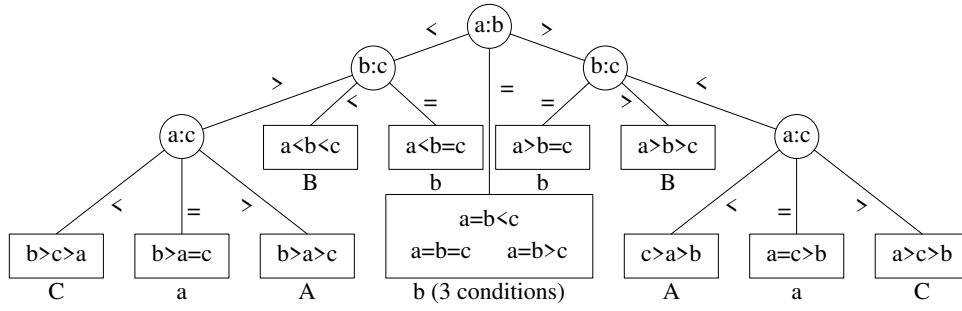 a:b
< >
b:c b:c
> < = = = > <
a:c a<b<c a<b=c a>b=c a>b>c a:c
B b b B
< = > a=b<c < = >
b>c>a b>a=c b>a>c a=b=c a=b>c c>a>b a=c>b a>c>b
C a A b (3 conditions) A a C